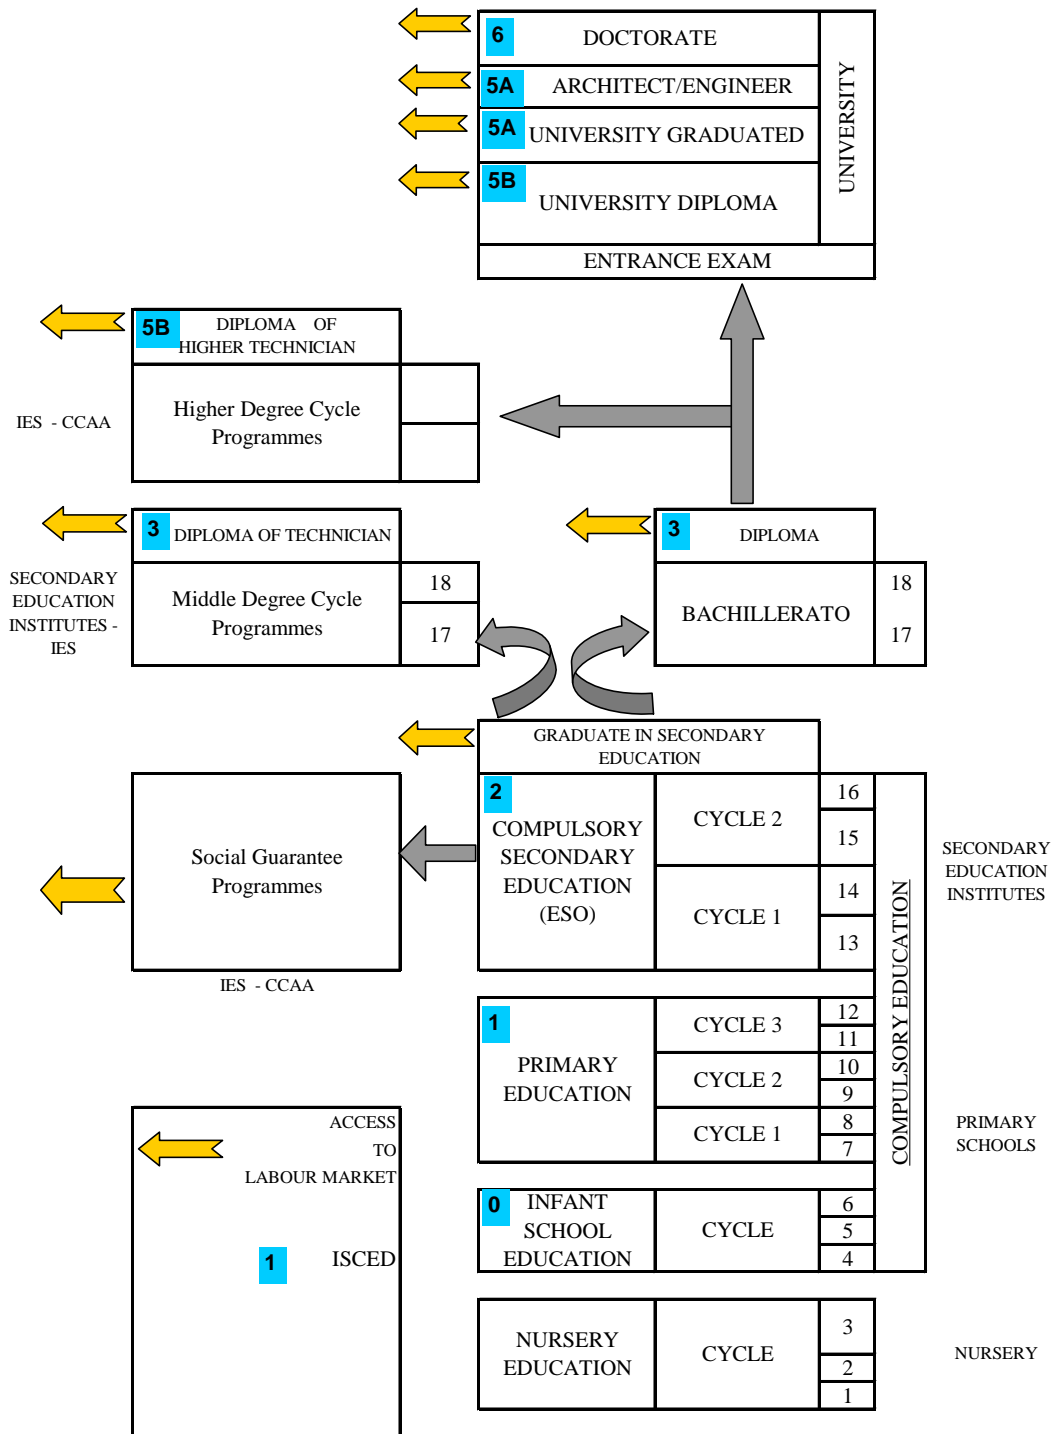 6
DOCTORATE
5A
ARCHITECT/ENGINEER
5A
UNIVERSITY GRADUATED
5B
UNIVERSITY DIPLOMA
UNIVERSITY
ENTRANCE EXAM
5B
DIPLOMA OF
HIGHER TECHNICIAN
IES - CCAA
Higher Degree Cycle
Programmes
3
DIPLOMA OF TECHNICIAN
SECONDARY
EDUCATION
INSTITUTES -
IES
Middle Degree Cycle
Programmes
18
17
3
DIPLOMA
BACHILLERATO
18
17
GRADUATE IN SECONDARY
EDUCATION
Social Guarantee
Programmes
IES - CCAA
2
COMPULSORY
SECONDARY
EDUCATION
(ESO)
CYCLE 2
16
15
CYCLE 1
14
13
COMPULSORY EDUCATION
SECONDARY
EDUCATION
INSTITUTES
1
PRIMARY
EDUCATION
CYCLE 3
12
11
CYCLE 2
10
9
CYCLE 1
8
7
PRIMARY
SCHOOLS
0
INFANT
SCHOOL
EDUCATION
CYCLE
6
5
4
NURSERY
EDUCATION
CYCLE
3
2
1
NURSERY
ACCESS
TO
LABOUR MARKET
1
ISCED